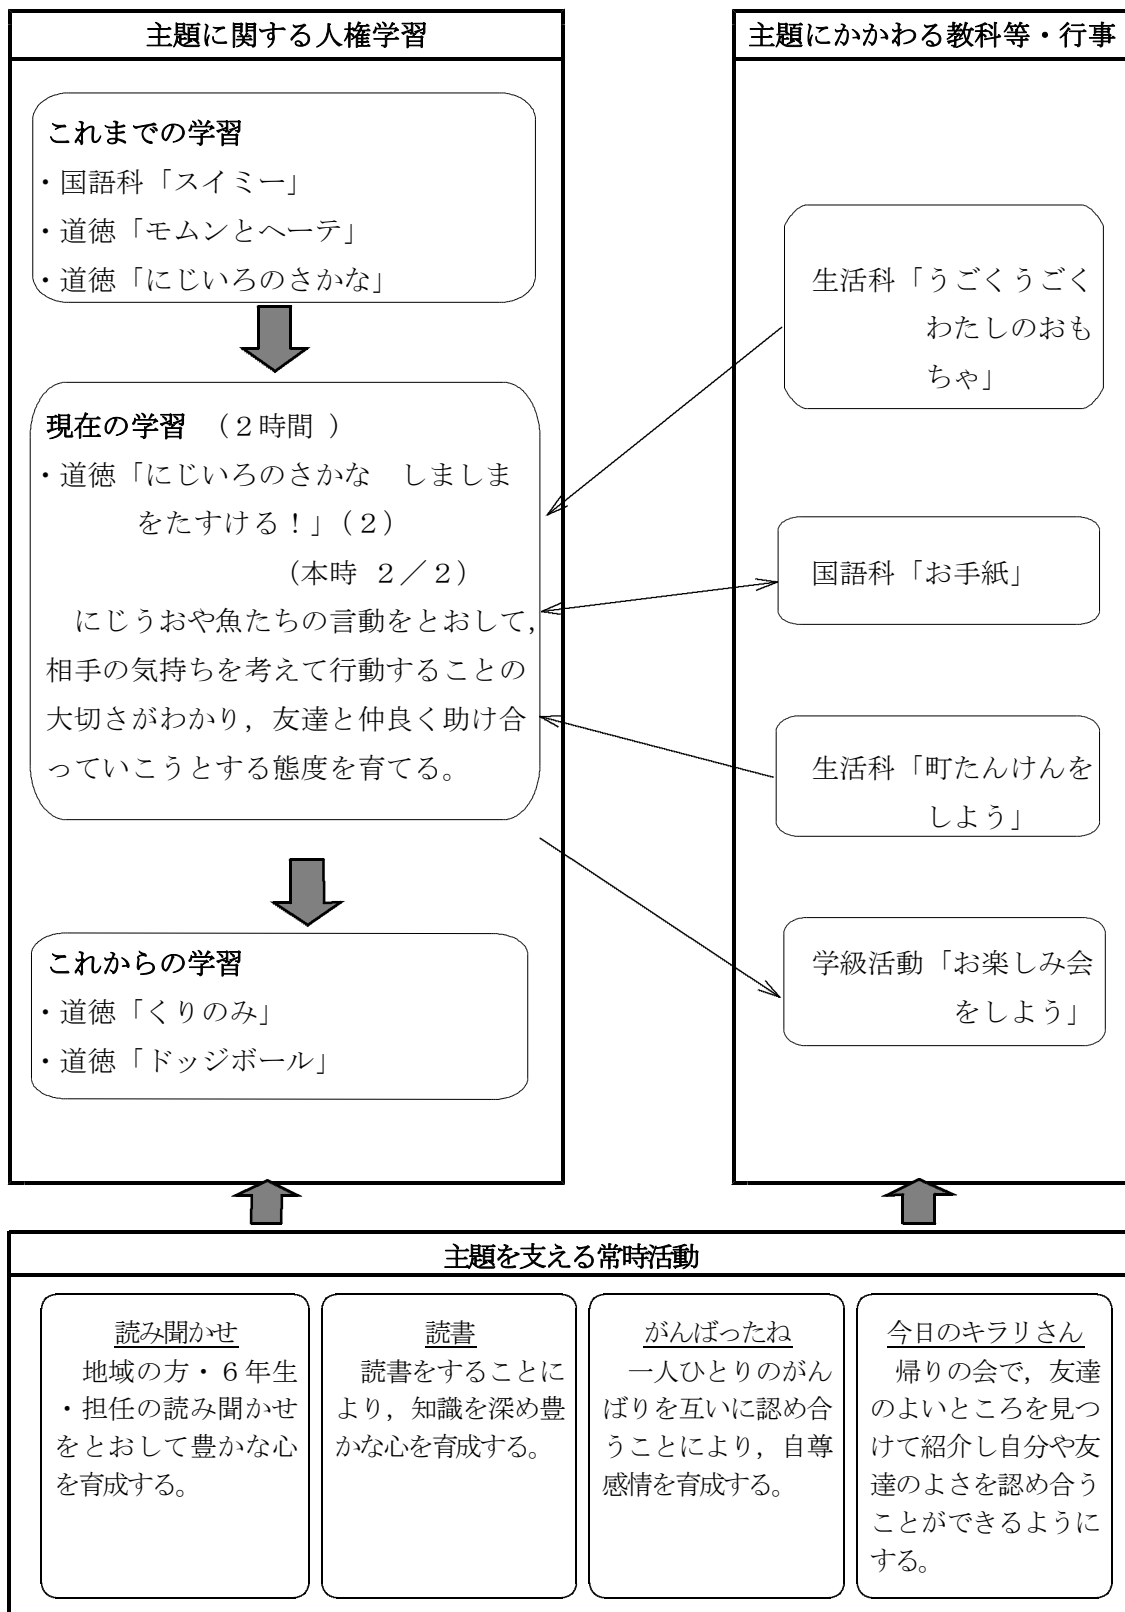 主題に関する人権学習
これまでの学習
・国語科「スイミー」
・道徳「モムンとヘーテ」
・道徳「にじいろのさかな」
現在の学習　（２時間 ）
・道徳「にじいろのさかな　しましま
をたすける！」（２）
（本時 ２／２）
にじうおや魚たちの言動をとおして，
相手の気持ちを考えて行動することの
大切さがわかり，友達と仲良く助け合
っていこうとする態度を育てる。
これからの学習
・道徳「くりのみ」
・道徳「ドッジボール」
主題にかかわる教科等・行事
生活科「うごくうごく
わたしのおも
ちゃ」
国語科「お手紙」
生活科「町たんけんを
しよう」
学級活動「お楽しみ会
をしよう」
主題を支える常時活動
読み聞かせ
地域の方・６年生
・担任の読み聞かせ
をとおして豊かな心
を育成する。
読書
読書をすることに
より，知識を深め豊
かな心を育成する。
がんばったね
一人ひとりのがん
ばりを互いに認め合
うことにより，自尊
感情を育成する。
今日のキラリさん
帰りの会で，友達
のよいところを見つ
けて紹介し自分や友
達のよさを認め合う
ことができるように
する。